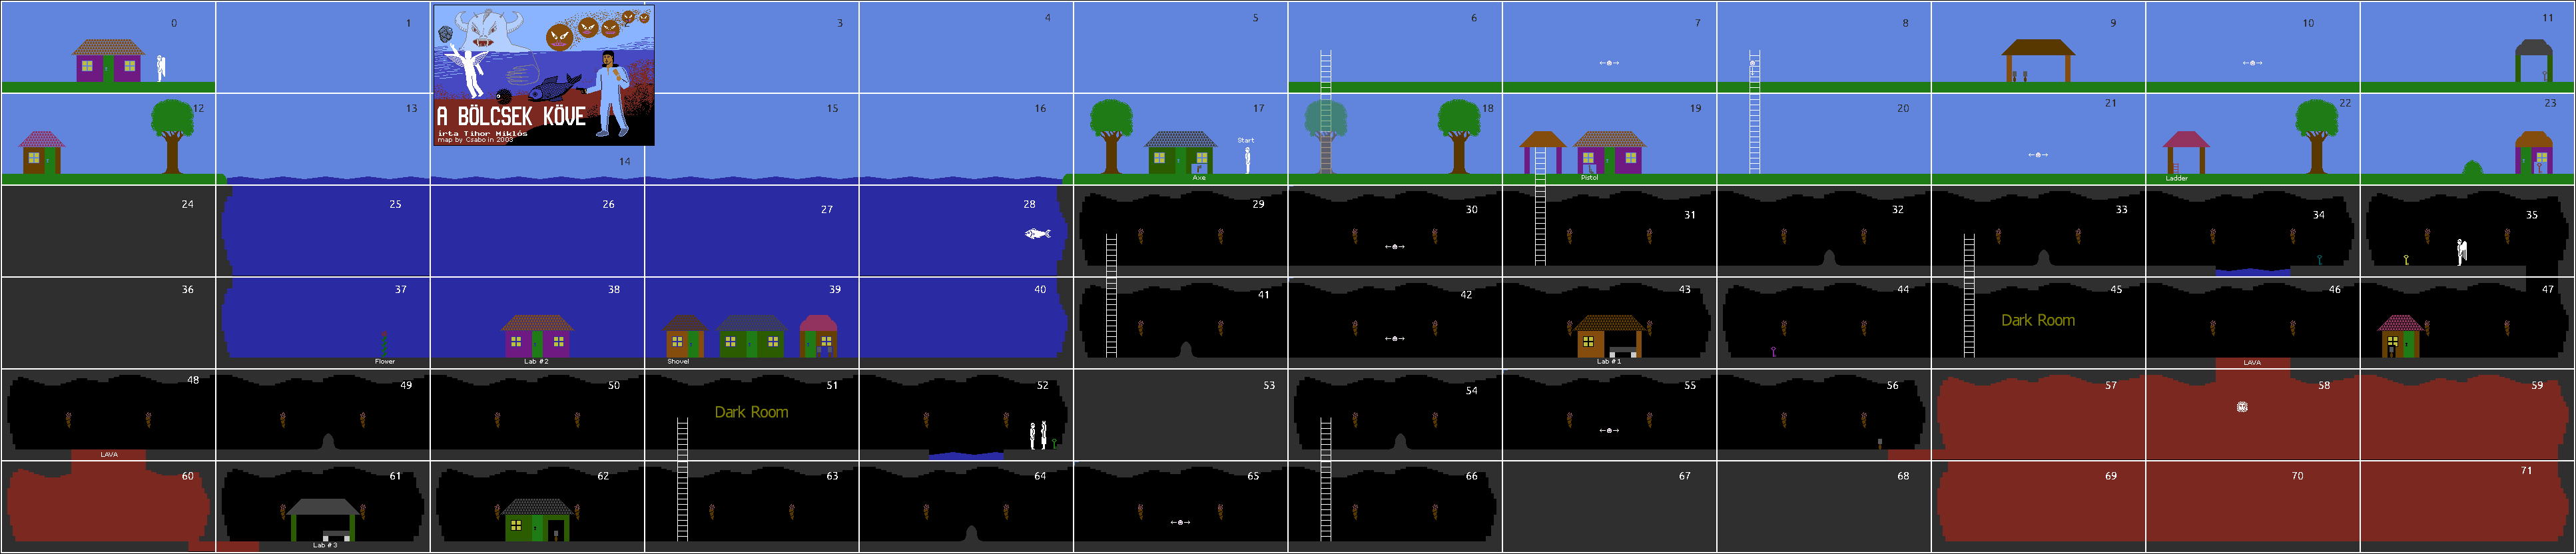 0 1 2 3 4 5 6 7 8 9 10 11
A BÖLCSEK KÖVE
írta Tihor Miklós
map by Csabo in 2003
12 13 14 15 16 17 18 19 20 21 22 23
Start
Axe
Pistol
Ladder
24 25 26 27 28 29 30 31 32 33 34 35
36 37 38 39 40 41 42 43 44 45 46 47
Dark Room
Flover
Lab #2
Shovel
Lab #1
LAVA
48 49 50 51 52 53 54 55 56 57 58 59
Dark Room
LAVA
60 61 62 63 64 65 66 67 68 69 70 71
Lab #3